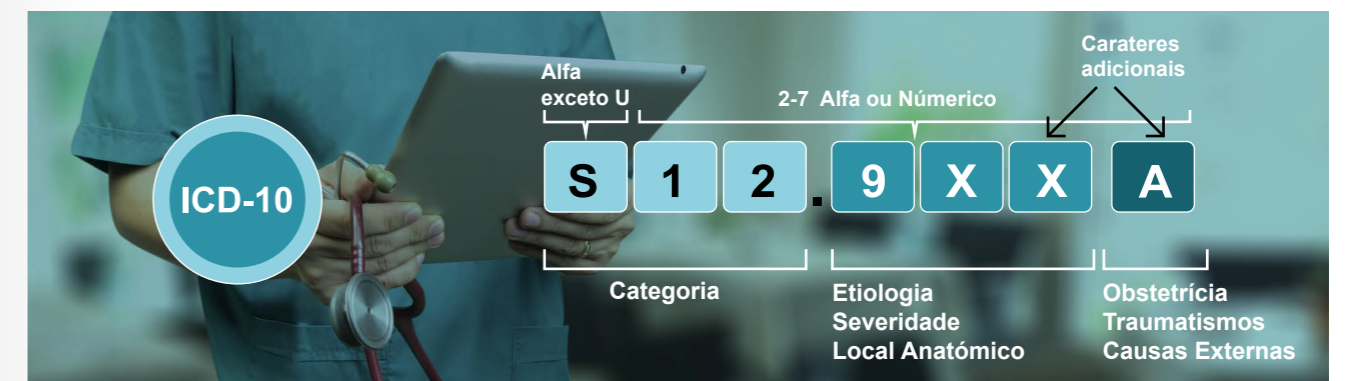 ICD-10
Alfa
exceto U
2-7 Alfa ou Númerico
Carateres
adicionais
S 1 2 . 9 X X A
Categoria
Etiologia
Severidade
Local Anatómico
Obstetrícia
Traumatismos
Causas Externas